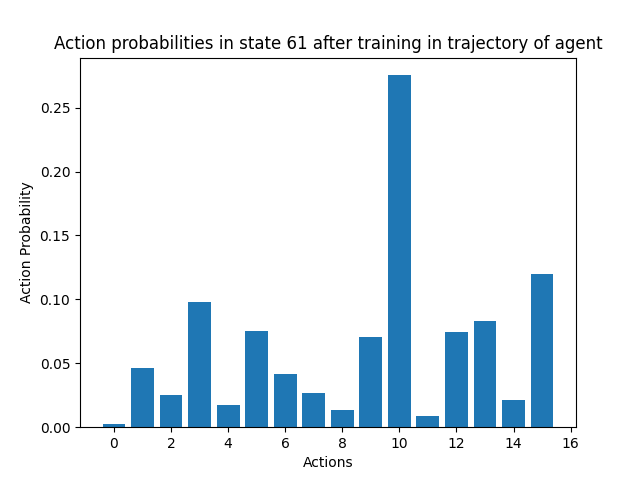 Action probabilities in state 61 after training in trajectory of agent
0.25
0.20
0.15
0.10
0.05
0.00
Action Probability
0 2 4 6 8 10 12 14 16
Actions